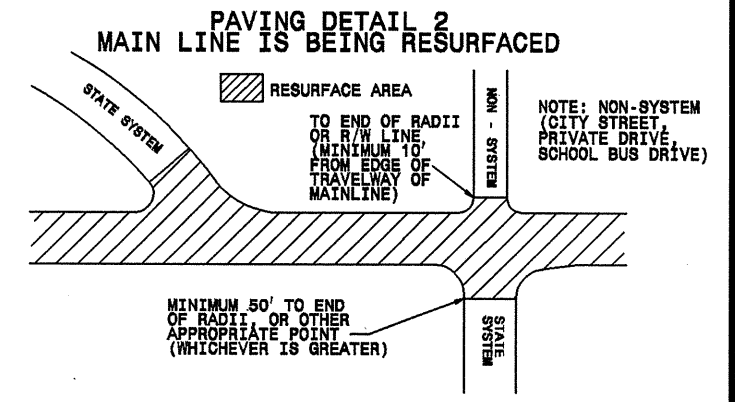 PAVING DETAIL 2
MAIN LINE IS BEING RESURFACED
STATE SYSTEM
RESURFACE AREA
TO END OF RADII
OR R/W LINE
(MINIMUM 10'
FROM EDGE OF
TRAVELWAY OF
MAINLINE)
NON - SYSTEM
NOTE: NON-SYSTEM
(CITY STREET,
PRIVATE DRIVE,
SCHOOL BUS DRIVE)
MINIMUM 50' TO END
OF RADII, OR OTHER
APPROPRIATE POINT
(WHICHEVER IS GREATER)
STATE
SYSTEM